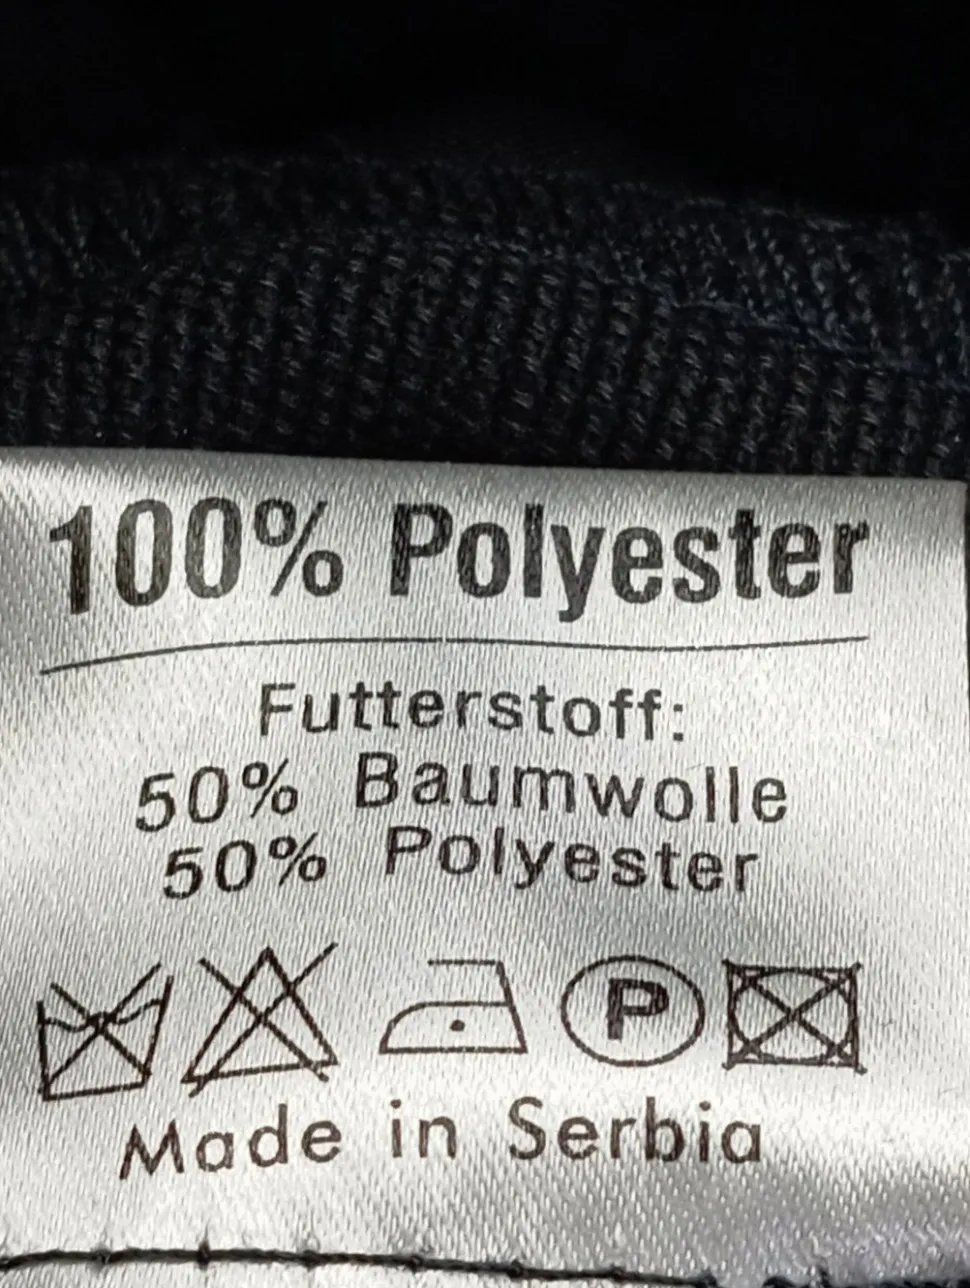 100% Polyester
Futterstoff:
50% Baumwolle
50% Polyester
P
Made in Serbia